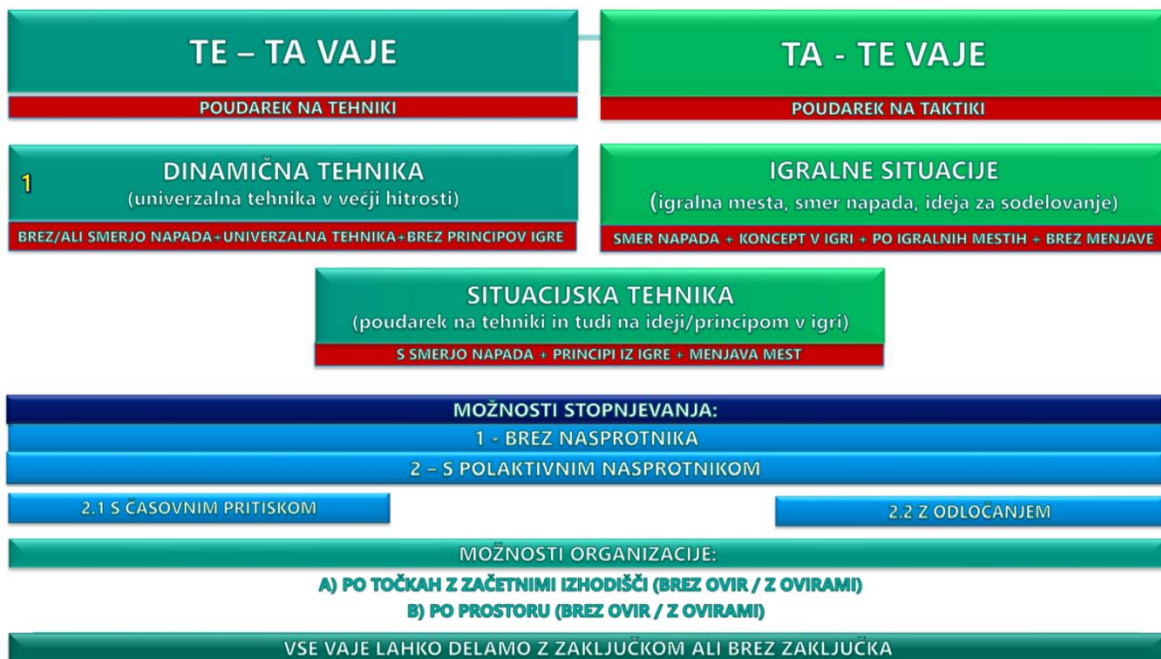 TE – TA VAJE
POUDAREK NA TEHNIKI
TA - TE VAJE
POUDAREK NA TAKTIKI
1
DINAMIČNA TEHNIKA
(univerzalna tehnika v večji hitrosti)
BREZ/ALI SMERJO NAPADA+UNIVERZALNA TEHNIKA+BREZ PRINCIPOV IGRE
IGRALNE SITUACIJE
(igralna mesta, smer napada, ideja za sodelovanje)
SMER NAPADA + KONCEPT V IGRI + PO IGRALNIH MESTIH + BREZ MENJAVE
SITUACIJSKA TEHNIKA
(poudarek na tehniki in tudi na ideji/principom v igri)
S SMERJO NAPADA + PRINCIPI IZ IGRE + MENJAVA MEST
MOŽNOSTI STOPNJEVANJA:
1 - BREZ NASPROTNIKA
2 – S POLAKTIVNIM NASPROTNIKOM
2.1 S ČASOVNIM PRITISKOM
2.2 Z ODLOČANJEM
MOŽNOSTI ORGANIZACIJE:
A) PO TOČKAH Z ZAČETNIMI IZHODIŠČI (BREZ OVIR / Z OVIRAMI)
B) PO PROSTORU (BREZ OVIR / Z OVIRAMI)
VSE VAJE LAHKO DELAMO Z ZAKLJUČKOM ALI BREZ ZAKLJUČKA